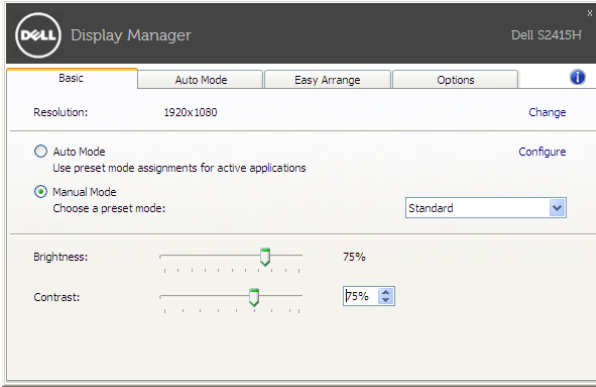 DELL Display Manager Dell S2415H
Basic Auto Mode Easy Arrange Options
Resolution: 1920x1080 Change
Auto Mode Configure
Use preset mode assignments for active applications
Manual Mode
Choose a preset mode: Standard
Brightness: 75%
Contrast: 75%